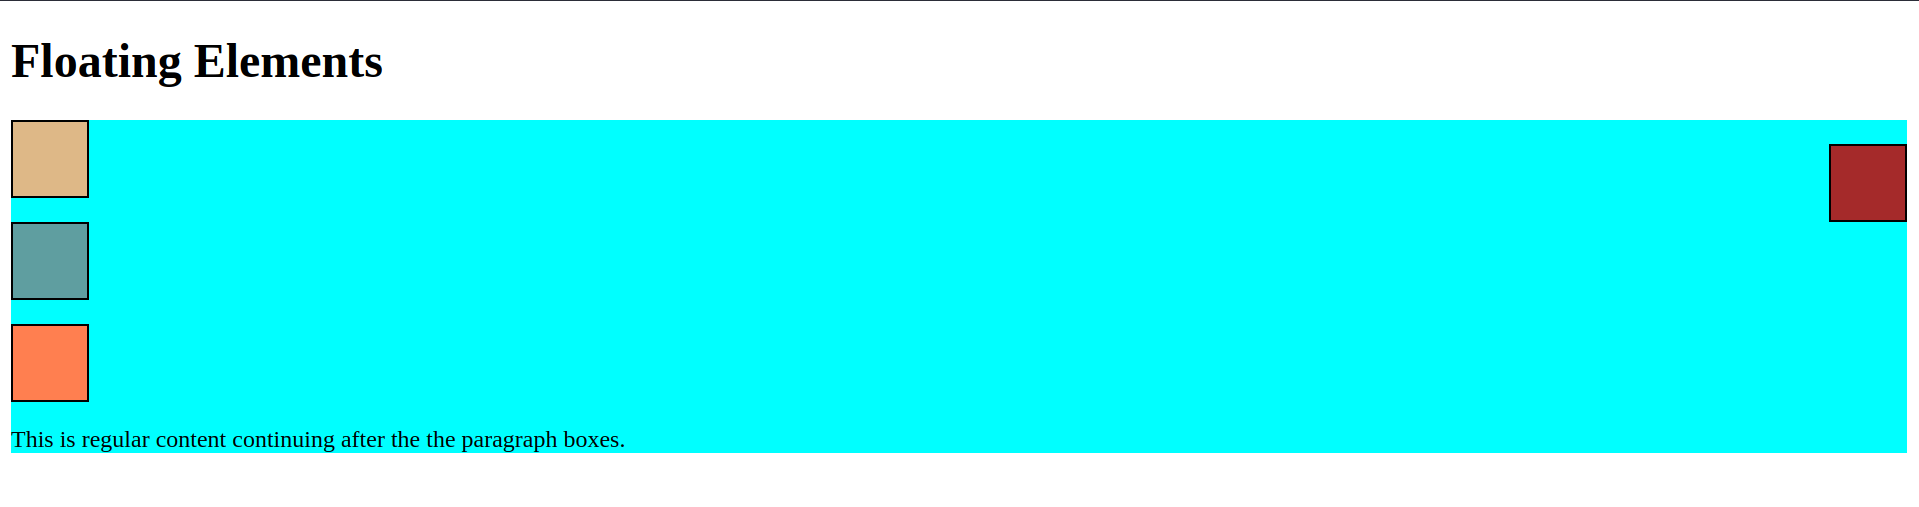 Floating Elements
This is regular content continuing after the the paragraph boxes.